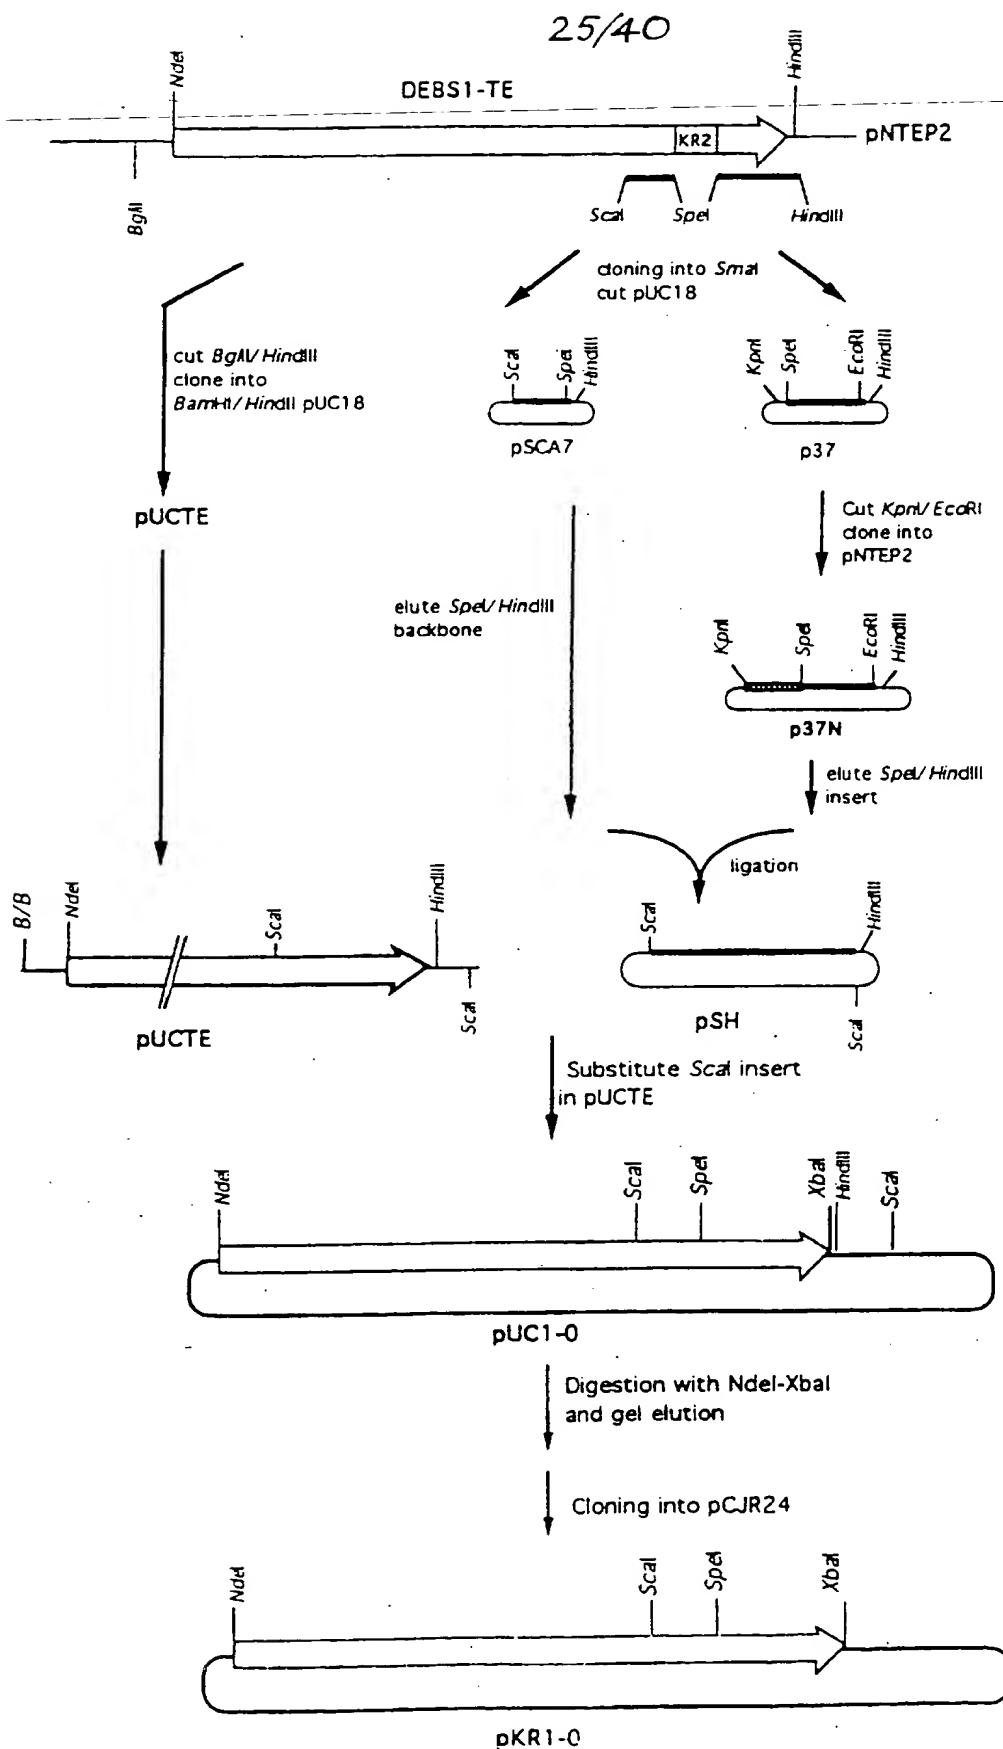 25/40
NdeI
DEBS1-TE
HindIII
KR2
pNTEP2
BglII
ScaI
SpeI
HindIII
cloning into SmaI
cut pUC18
cut BglII/HindIII
clone into
BamHI/HindII pUC18
ScaI
SpeI
HindIII
pSCA7
KpnI
SpeI
EcoRI
HindIII
p37
pUCTE
Cut KpnI/EcoRI
clone into
pNTEP2
elute SpeI/HindIII
backbone
KpnI
SpeI
EcoRI
HindIII
p37N
elute SpeI/HindIII
insert
ligation
B/B
NdeI
ScaI
HindIII
ScaI
pUCTE
ScaI
HindIII
pSH
ScaI
Substitute ScaI insert
in pUCTE
NdeI
ScaI
SpeI
XbaI
HindIII
ScaI
pUC1-0
Digestion with NdeI-XbaI
and gel elution
Cloning into pCJR24
NdeI
ScaI
SpeI
XbaI
pKR1-0